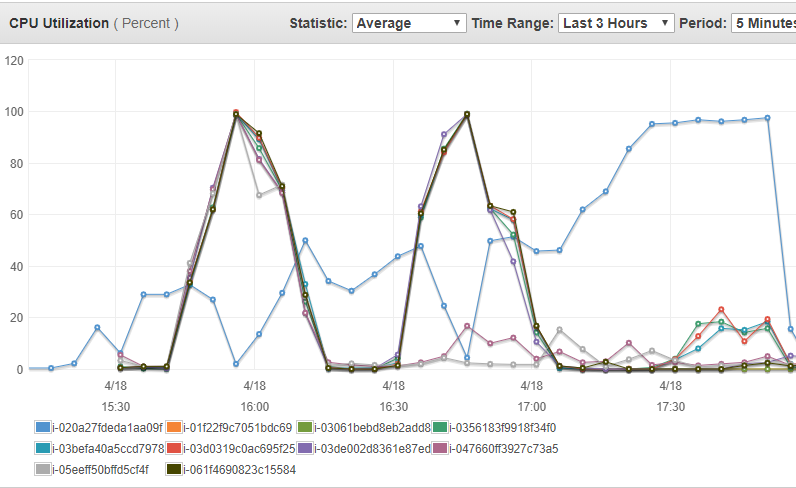 CPU Utilization ( Percent ) Statistic: Average Time Range: Last 3 Hours Period: 5 Minutes
120
100
80
60
40
20
0
4/18 4/18 4/18 4/18 4/18
15:30 16:00 16:30 17:00 17:30
i-020a27fdeda1aa09f i-01f22f9c7051bdc69 i-03061bebd8eb2add8 i-0356183f9918f34f0
i-03befa40a5ccd7978 i-03d0319c0ac695f25 i-03de002d8361e87ed i-047660ff3927c73a5
i-05eeff50bffd5cf4f i-061f4690823c15584